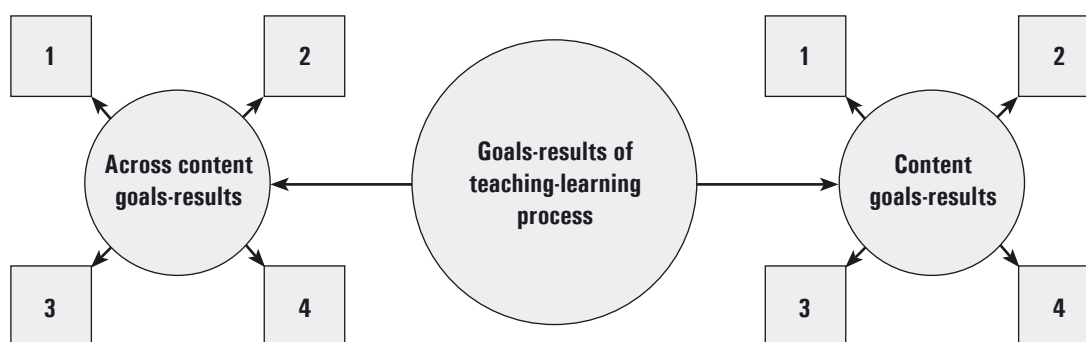 1
2
1
2
Across content
goals-results
Goals-results of
teaching-learning
process
Content
goals-results
3
4
3
4